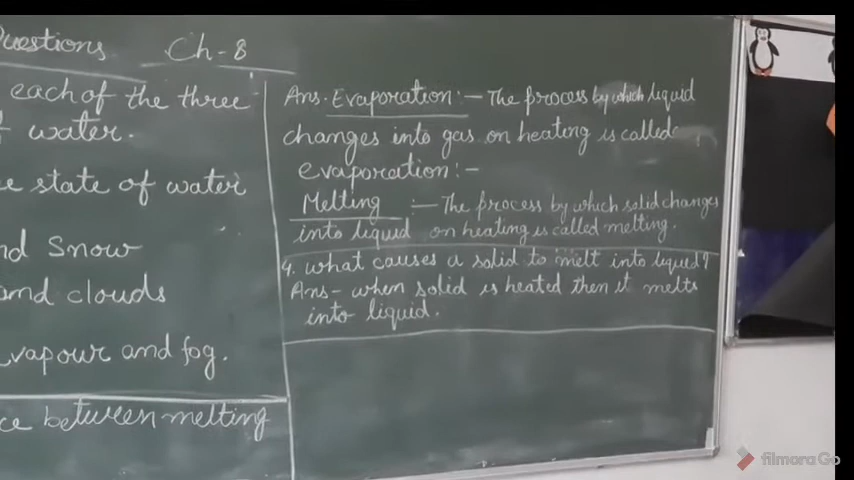 Questions Ch-8
each of the three
of water.
state of water
and Snow
and clouds
vapour and fog.
between melting
Ans. Evaporation :- The process by which liquid
changes into gas on heating is called
evaporation :-
Melting :- The process by which solid changes
into liquid on heating is called melting.
4. what causes a solid to melt into liquid?
Ans- when solid is heated then it melts
into liquid.
filmora Go